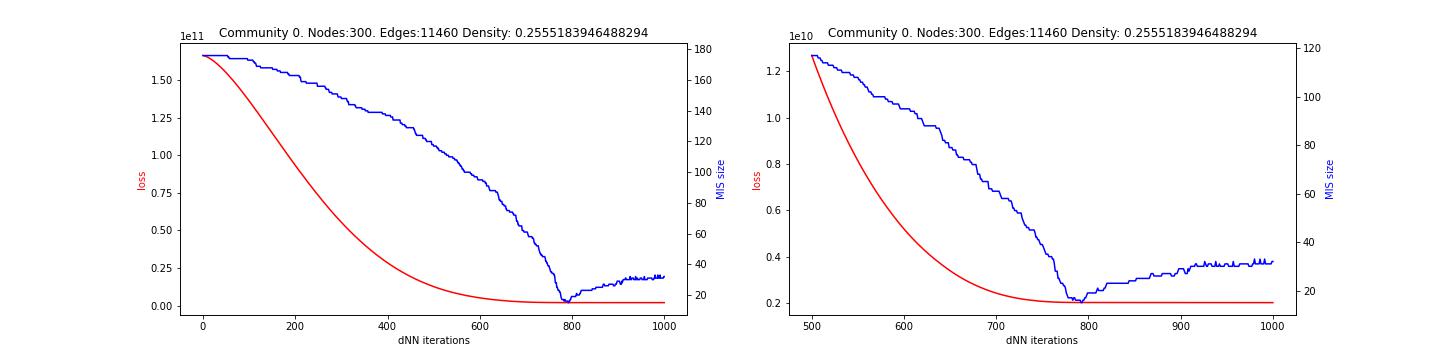 Community 0. Nodes:300. Edges:11460 Density: 0.2555183946488294
1e11
loss
1.50
1.25
1.00
0.75
0.50
0.25
0.00
180
160
140
120
100
80
60
40
20
MIS size
0 200 400 600 800 1000
dNN iterations
Community 0. Nodes:300. Edges:11460 Density: 0.2555183946488294
1e10
loss
1.2
1.0
0.8
0.6
0.4
0.2
120
100
80
60
40
20
MIS size
500 600 700 800 900 1000
dNN iterations